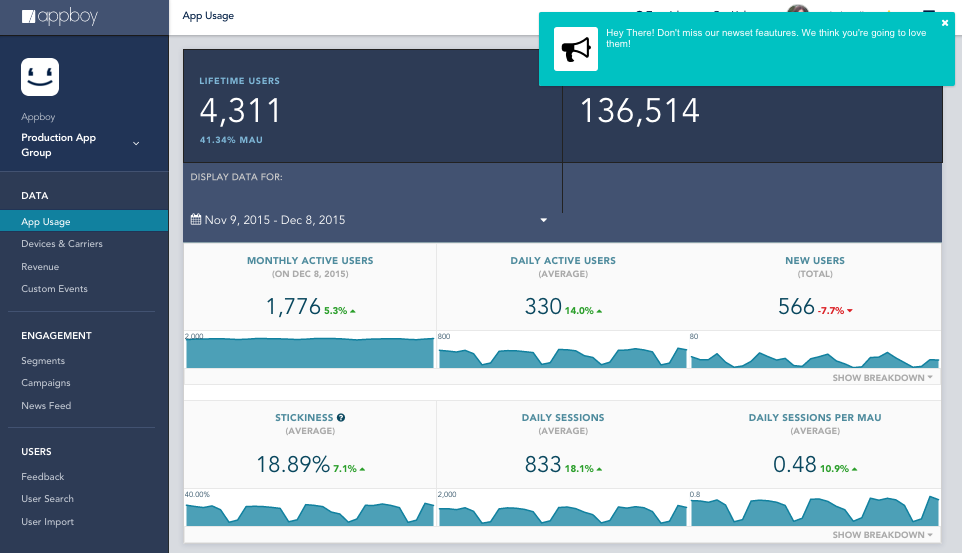 appboy
App Usage
Hey There! Don't miss our newset feautures. We think you're going to love
them!
Appboy
Production App
Group
DATA
App Usage
Devices & Carriers
Revenue
Custom Events
ENGAGEMENT
Segments
Campaigns
News Feed
USERS
Feedback
User Search
User Import
LIFETIME USERS
4,311
41.34% MAU
136,514
DISPLAY DATA FOR:
Nov 9, 2015 - Dec 8, 2015
MONTHLY ACTIVE USERS
(ON DEC 8, 2015)
1,776 5.3%
2,000
DAILY ACTIVE USERS
(AVERAGE)
330 14.0%
800
NEW USERS
(TOTAL)
566 -7.7%
80
SHOW BREAKDOWN
STICKINESS
(AVERAGE)
18.89% 7.1%
40.00%
DAILY SESSIONS
(AVERAGE)
833 18.1%
2,000
DAILY SESSIONS PER MAU
(AVERAGE)
0.48 10.9%
0.8
SHOW BREAKDOWN